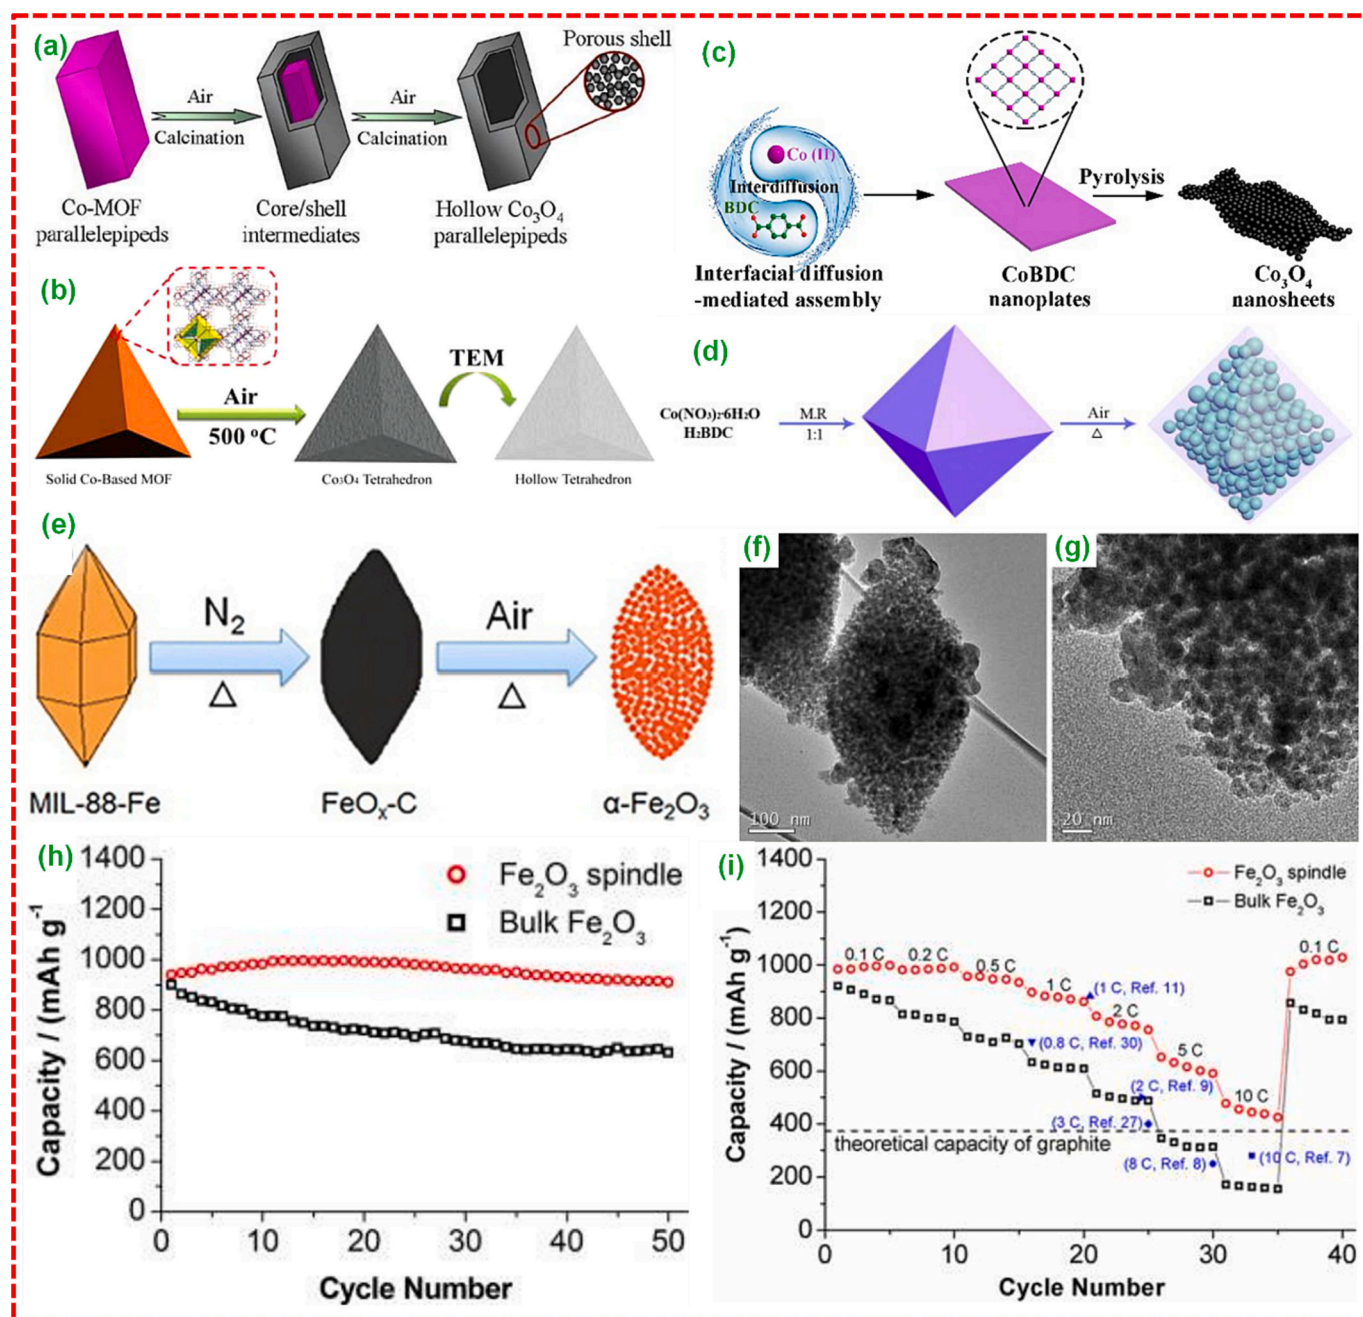 (a)
Porous shell
Air
Calcination
Air
Calcination
Co-MOF
parallelepipeds
Core/shell
intermediates
Hollow Co₃O₄
parallelepipeds
(c)
Co (II)
Interdiffusion
BDC
Interfacial diffusion
-mediated assembly
CoBDC
nanoplates
Pyrolysis
Co₃O₄
nanosheets
(b)
Air
500 °C
TEM
Solid Co-Based MOF
Co₃O₄ Tetrahedron
Hollow Tetrahedron
(d)
Co(NO₃)₂·6H₂O
H₂BDC
M.R
1:1
Air
△
(e)
N₂
△
Air
△
MIL-88-Fe
FeOₓ-C
α-Fe₂O₃
(f)
100 nm
(g)
20 nm
(h)
Fe₂O₃ spindle
Bulk Fe₂O₃
1400
1200
1000
800
600
400
200
0
Capacity / (mAh g⁻¹)
0 10 20 30 40 50
Cycle Number
(i)
Fe₂O₃ spindle
Bulk Fe₂O₃
1400
1200
1000
800
600
400
200
0
Capacity / (mAh g⁻¹)
0.1 C
0.2 C
0.5 C
1 C
(1 C, Ref. 11)
2 C
(0.8 C, Ref. 30)
5 C
(2 C, Ref. 9)
10 C
(3 C, Ref. 27)
0.1 C
theoretical capacity of graphite
(8 C, Ref. 8)
(10 C, Ref. 7)
0 10 20 30 40
Cycle Number